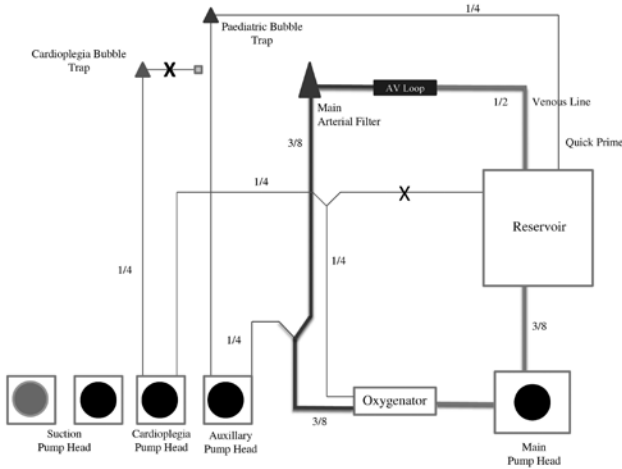 1/4
Paediatric Bubble
Trap
Cardioplegia Bubble
Trap
X
AV Loop
1/2
Venous Line
Main
Arterial Filter
3/8
Quick Prime
1/4
X
Reservoir
1/4
1/4
3/8
1/4
Oxygenator
3/8
Suction
Pump Head
Cardioplegia
Pump Head
Auxillary
Pump Head
Main
Pump Head